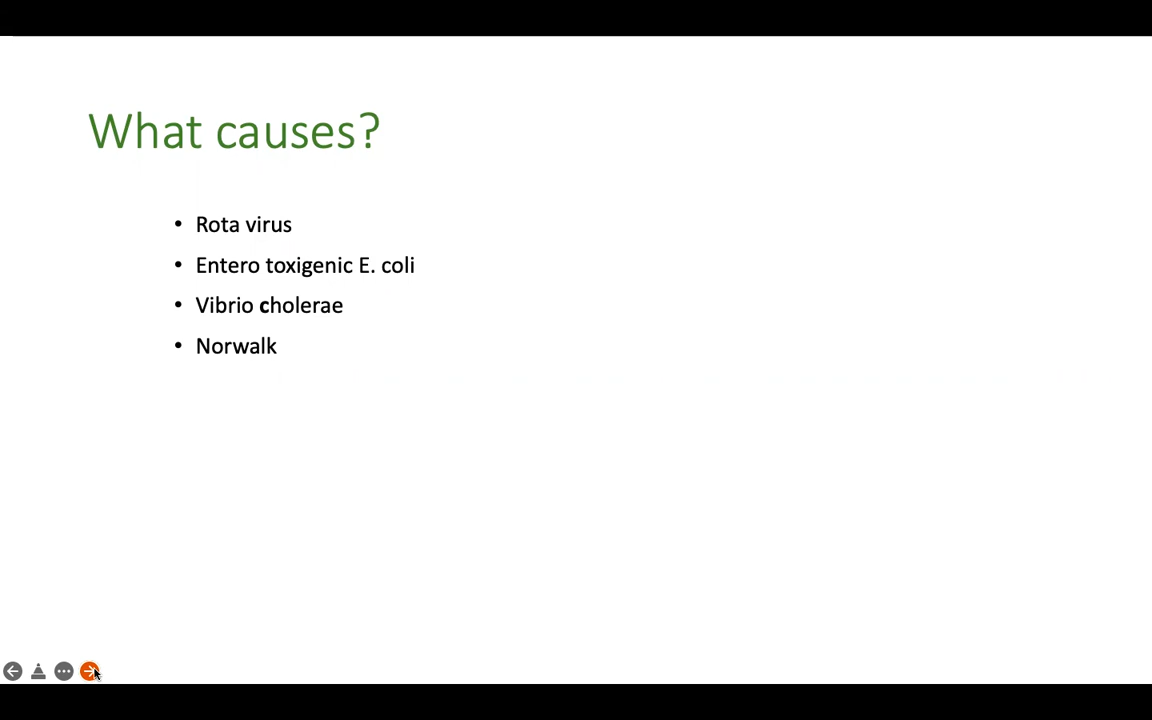 What causes?
• Rota virus
• Entero toxigenic E. coli
• Vibrio cholerae
• Norwalk